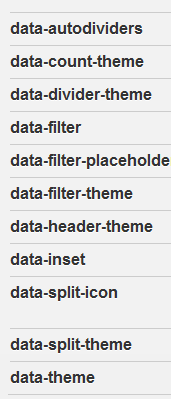 data-autodividers
data-count-theme
data-divider-theme
data-filter
data-filter-placeholde
data-filter-theme
data-header-theme
data-inset
data-split-icon
data-split-theme
data-theme